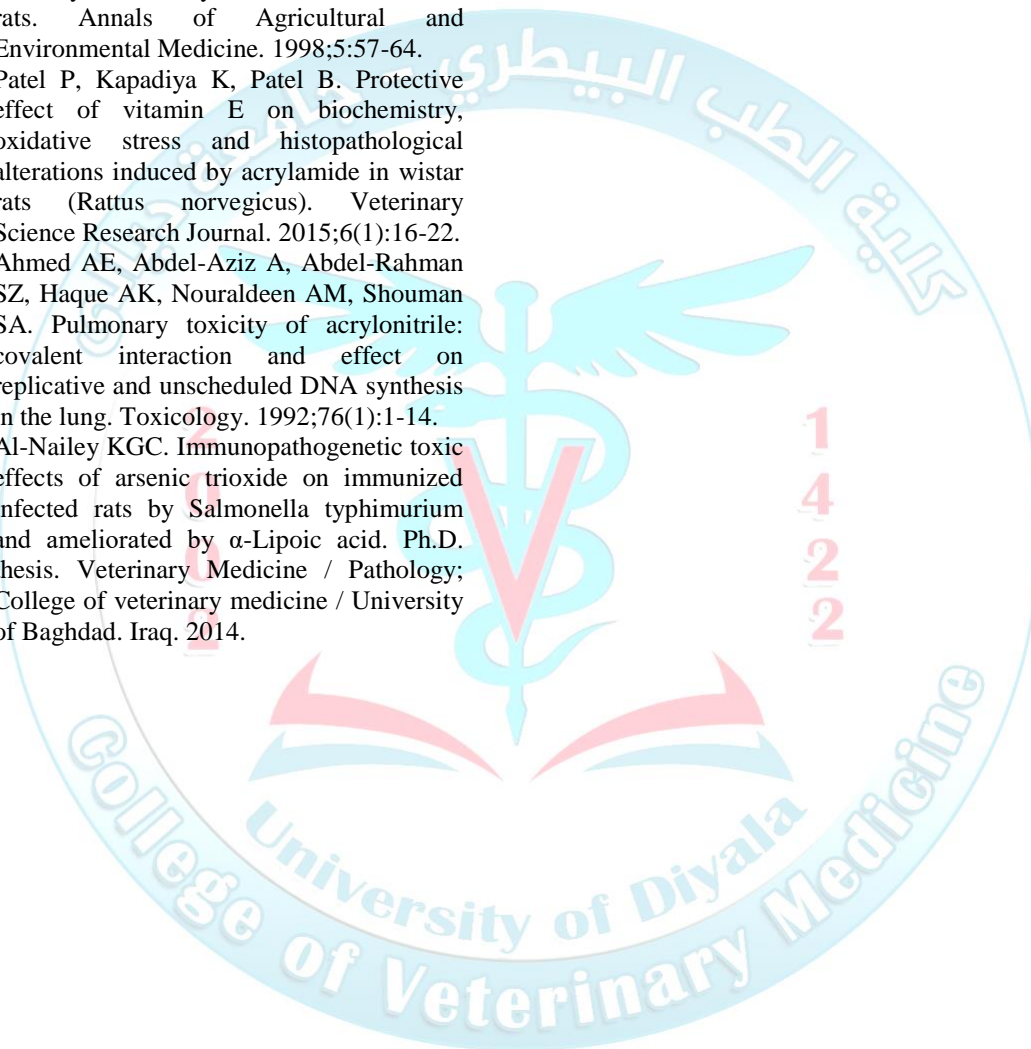 rats. Annals of Agricultural and
Environmental Medicine. 1998;5:57-64.
Patel P, Kapadiya K, Patel B. Protective
effect of vitamin E on biochemistry,
oxidative stress and histopathological
alterations induced by acrylamide in wistar
rats (Rattus norvegicus). Veterinary
Science Research Journal. 2015;6(1):16-22.
Ahmed AE, Abdel-Aziz A, Abdel-Rahman
SZ, Haque AK, Nouraldeen AM, Shouman
SA. Pulmonary toxicity of acrylonitrile:
covalent interaction and effect on
replicative and unscheduled DNA synthesis
in the lung. Toxicology. 1992;76(1):1-14.
Al-Nailey KGC. Immunopathogenetic toxic
effects of arsenic trioxide on immunized
infected rats by Salmonella typhimurium
and ameliorated by α-Lipoic acid. Ph.D.
thesis. Veterinary Medicine / Pathology;
College of veterinary medicine / University
of Baghdad. Iraq. 2014.
كلية الطب البيطري - جامعة ديالى
2002
1422
V
University of Diyala
College of Veterinary Medicine